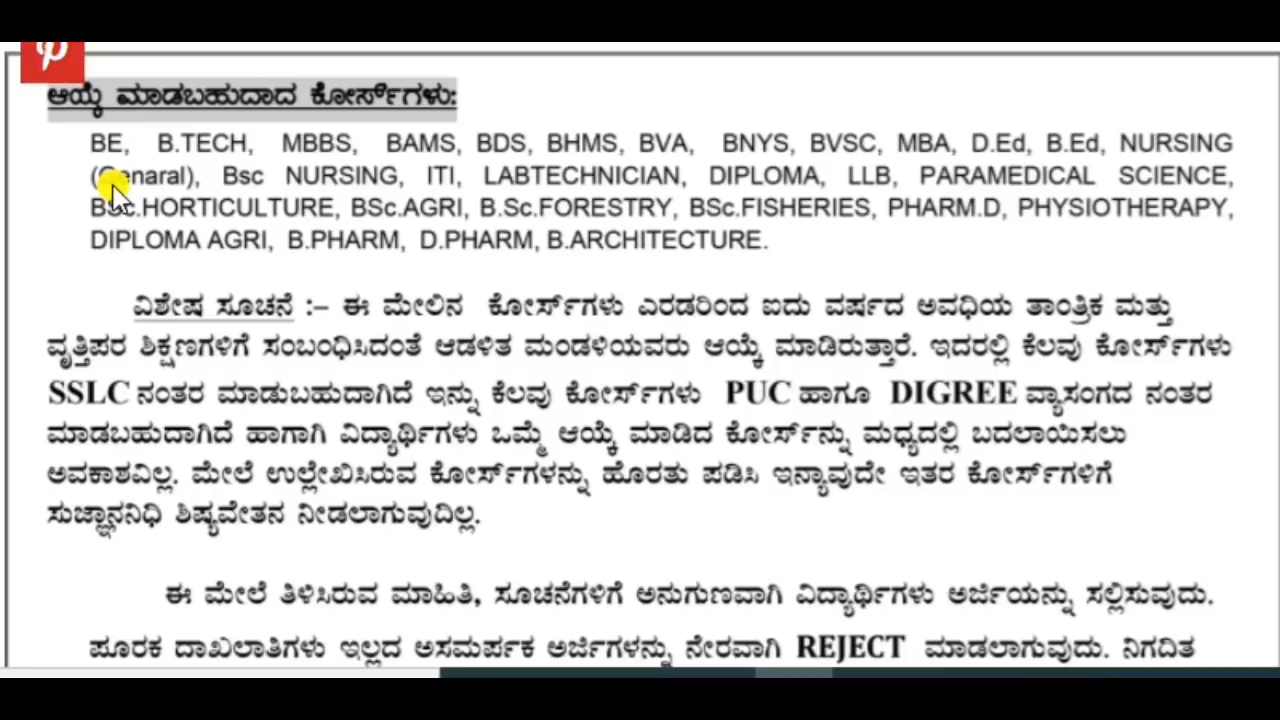 ಆಯ್ಕೆ ಮಾಡಬಹುದಾದ ಕೋರ್ಸ್‌ಗಳು:
BE, B.TECH, MBBS, BAMS, BDS, BHMS, BVA, BNYS, BVSC, MBA, D.Ed, B.Ed, NURSING
(Genaral), Bsc NURSING, ITI, LABTECHNICIAN, DIPLOMA, LLB, PARAMEDICAL SCIENCE,
BSc.HORTICULTURE, BSc.AGRI, B.Sc.FORESTRY, BSc.FISHERIES, PHARM.D, PHYSIOTHERAPY,
DIPLOMA AGRI, B.PHARM, D.PHARM, B.ARCHITECTURE.
ವಿಶೇಷ ಸೂಚನೆ :– ಈ ಮೇಲಿನ ಕೋರ್ಸ್‌ಗಳು ಎರಡರಿಂದ ಐದು ವರ್ಷದ ಅವಧಿಯ ತಾಂತ್ರಿಕ ಮತ್ತು
ವೃತ್ತಿಪರ ಶಿಕ್ಷಣಗಳಿಗೆ ಸಂಬಂಧಿಸಿದಂತೆ ಆಡಳಿತ ಮಂಡಳಿಯವರು ಆಯ್ಕೆ ಮಾಡಿರುತ್ತಾರೆ. ಇದರಲ್ಲಿ ಕೆಲವು ಕೋರ್ಸ್‌ಗಳು
SSLC ನಂತರ ಮಾಡುಬಹುದಾಗಿದೆ ಇನ್ನು ಕೆಲವು ಕೋರ್ಸ್‌ಗಳು PUC ಹಾಗೂ DIGREE ವ್ಯಾಸಂಗದ ನಂತರ
ಮಾಡಬಹುದಾಗಿದೆ ಹಾಗಾಗಿ ವಿದ್ಯಾರ್ಥಿಗಳು ಒಮ್ಮೆ ಆಯ್ಕೆ ಮಾಡಿದ ಕೋರ್ಸ್‌ನ್ನು ಮಧ್ಯದಲ್ಲಿ ಬದಲಾಯಿಸಲು
ಅವಕಾಶವಿಲ್ಲ. ಮೇಲೆ ಉಲ್ಲೇಖಿಸಿರುವ ಕೋರ್ಸ್‌ಗಳನ್ನು ಹೊರತು ಪಡಿಸಿ ಇನ್ಯಾವುದೇ ಇತರ ಕೋರ್ಸ್‌ಗಳಿಗೆ
ಸುಜ್ಞಾನನಿಧಿ ಶಿಷ್ಯವೇತನ ನೀಡಲಾಗುವುದಿಲ್ಲ.
ಈ ಮೇಲೆ ತಿಳಿಸಿರುವ ಮಾಹಿತಿ, ಸೂಚನೆಗಳಿಗೆ ಅನುಗುಣವಾಗಿ ವಿದ್ಯಾರ್ಥಿಗಳು ಅರ್ಜಿಯನ್ನು ಸಲ್ಲಿಸುವುದು.
ಪೂರಕ ದಾಖಲಾತಿಗಳು ಇಲ್ಲದ ಅಸಮರ್ಪಕ ಅರ್ಜಿಗಳನ್ನು ನೇರವಾಗಿ REJECT ಮಾಡಲಾಗುವುದು. ನಿಗದಿತ